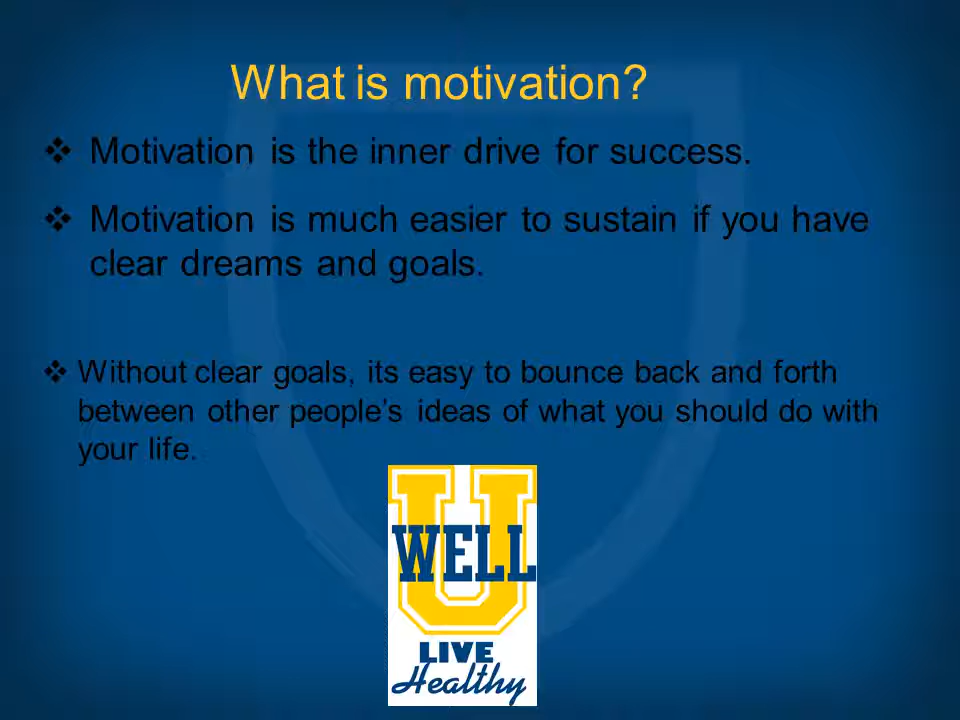 What is motivation?
❖ Motivation is the inner drive for success.
❖ Motivation is much easier to sustain if you have
clear dreams and goals.
❖ Without clear goals, its easy to bounce back and forth
between other people’s ideas of what you should do with
your life.
U
WELL
LIVE
Healthy